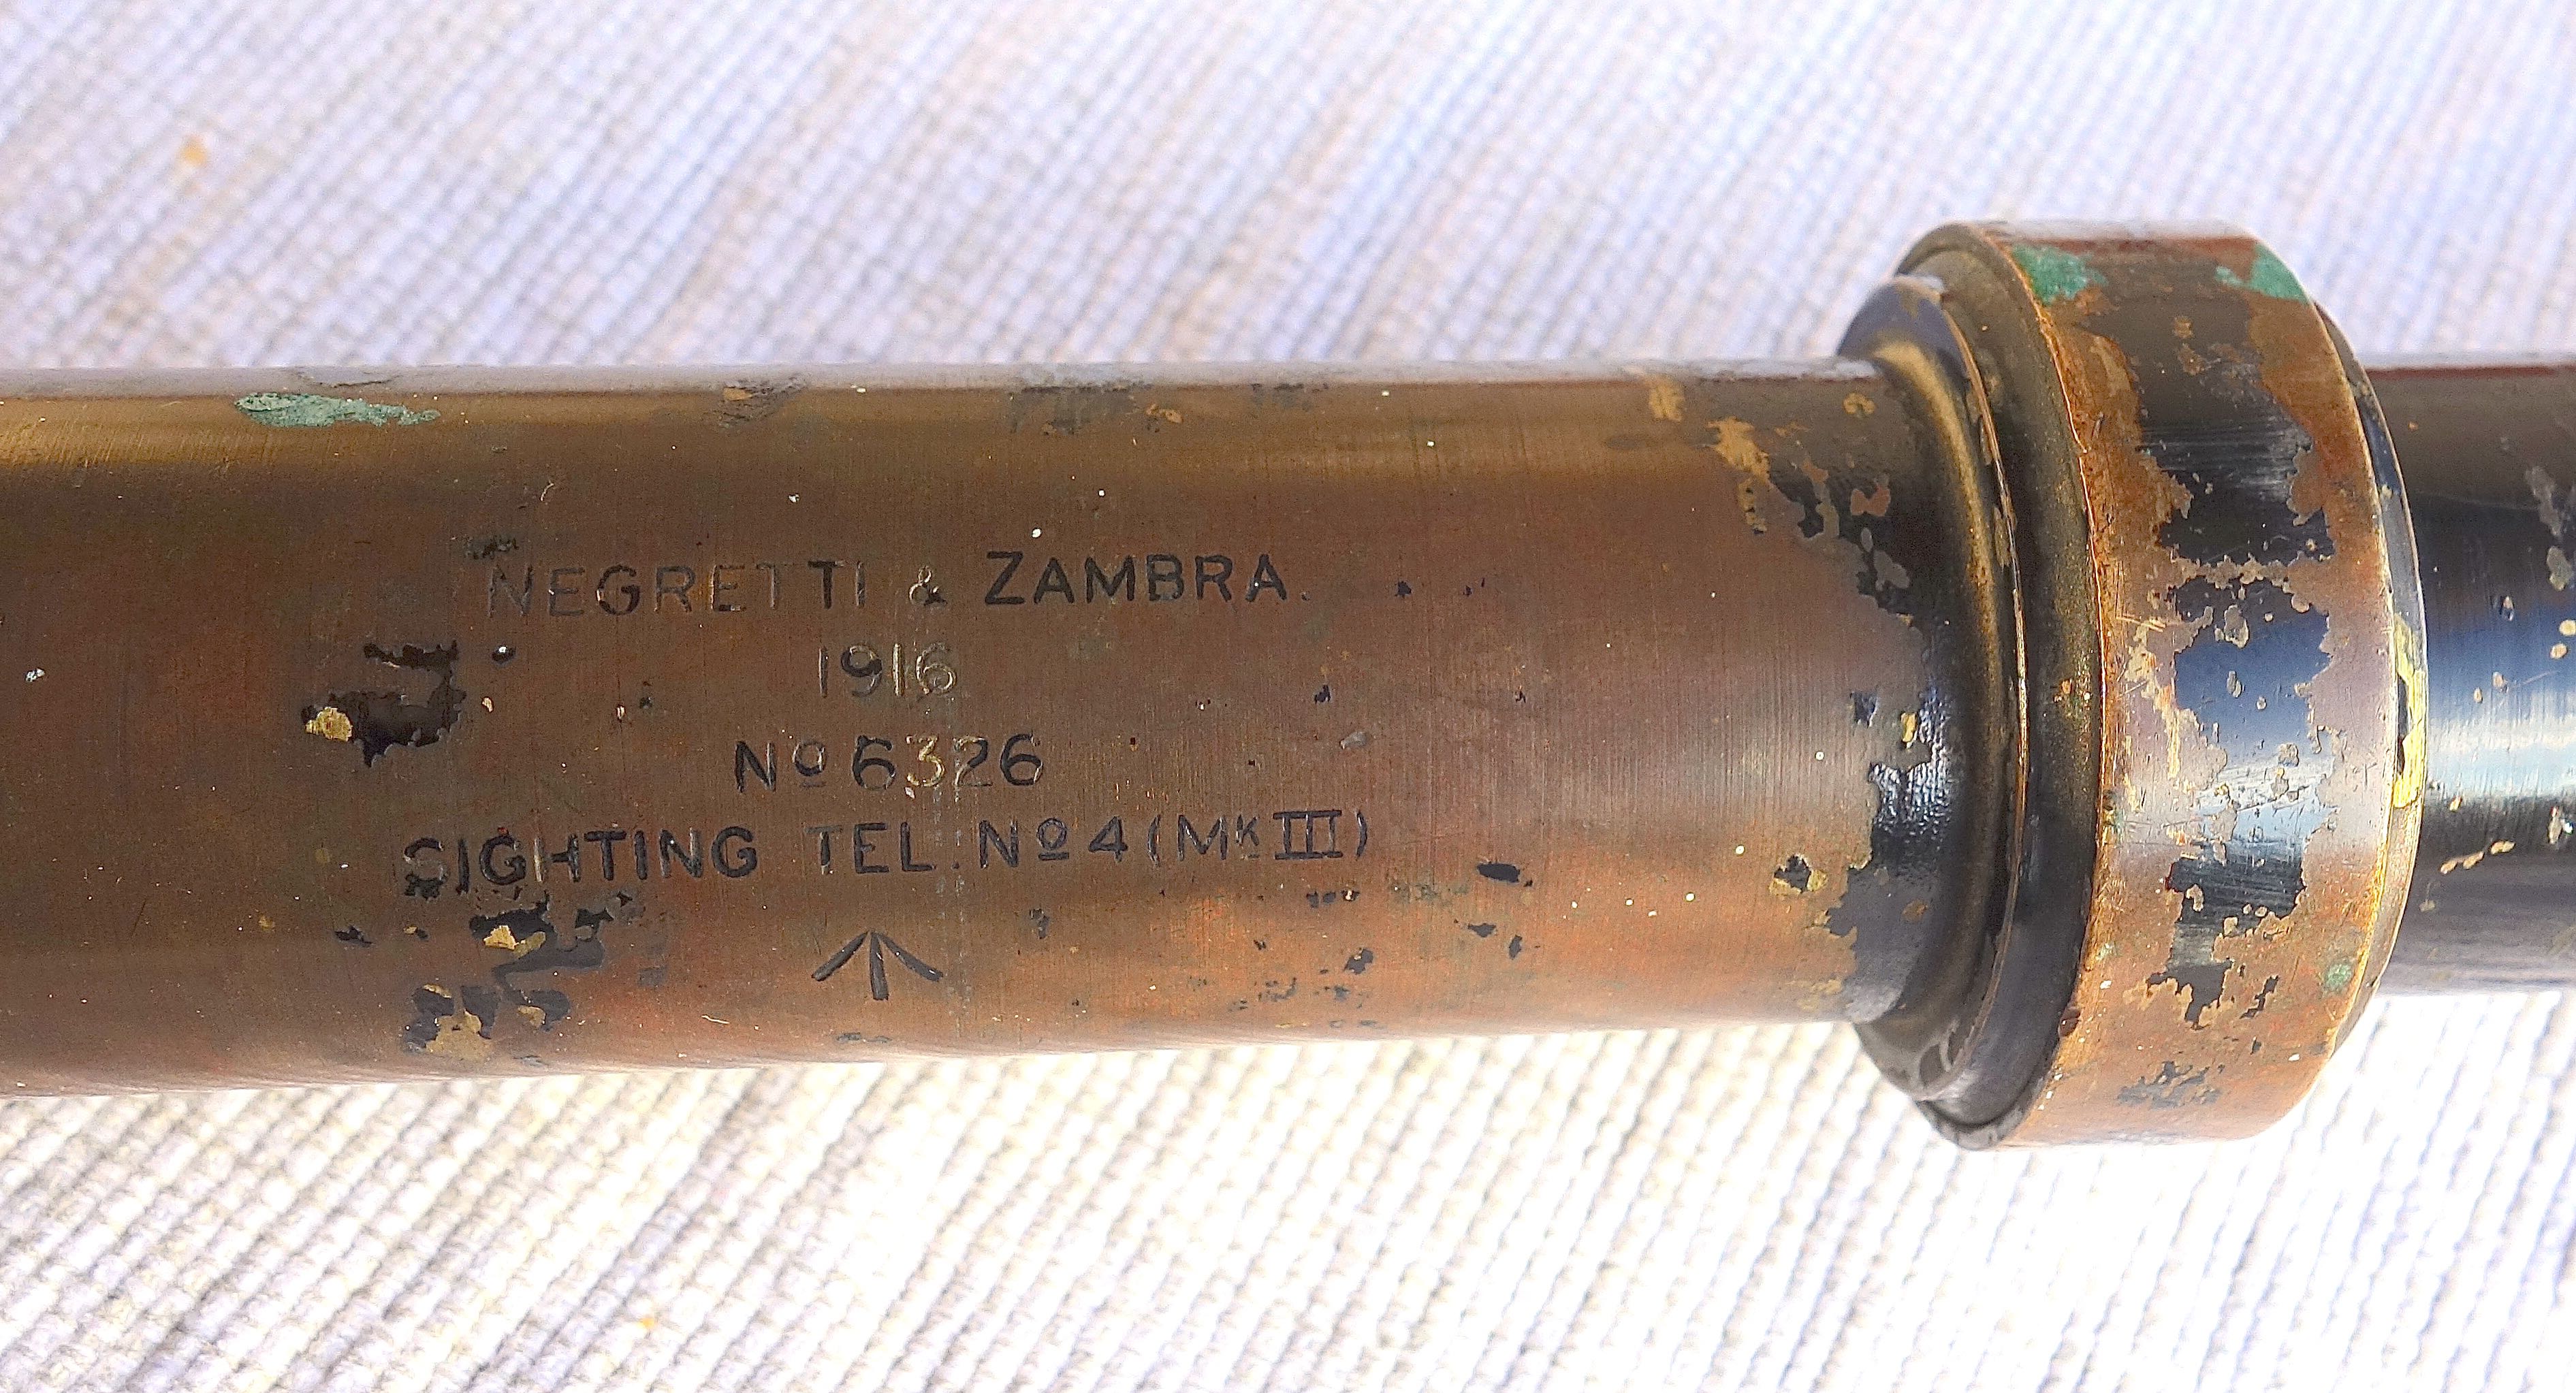 NEGRETTI & ZAMBRA.
1916
Nº 6326
SIGHTING TEL. Nº 4 (MK III)